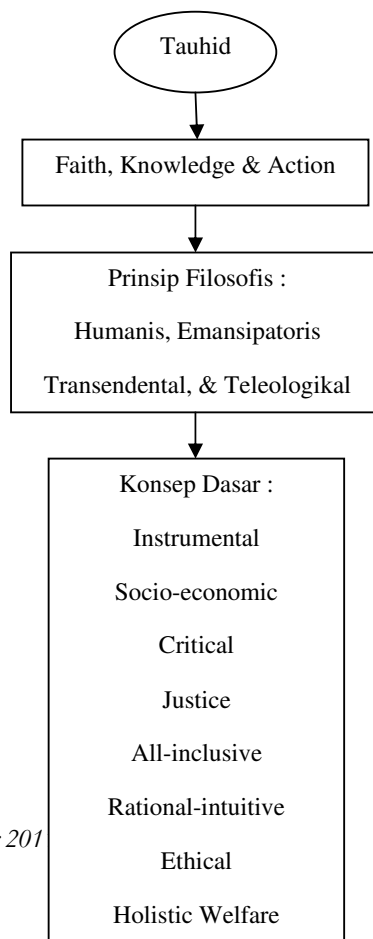 Tauhid
Faith, Knowledge & Action
Prinsip Filosofis :
Humanis, Emansipatoris
Transendental, & Teleologikal
Konsep Dasar :
Instrumental
Socio-economic
Critical
Justice
All-inclusive
Rational-intuitive
201
Ethical
Holistic Welfare